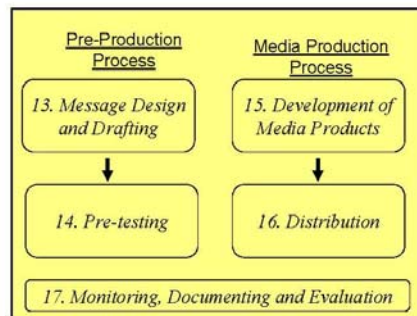 Pre-Production
Process
13. Message Design
and Drafting
14. Pre-testing
Media Production
Process
15. Development of
Media Products
16. Distribution
17. Monitoring, Documenting and Evaluation